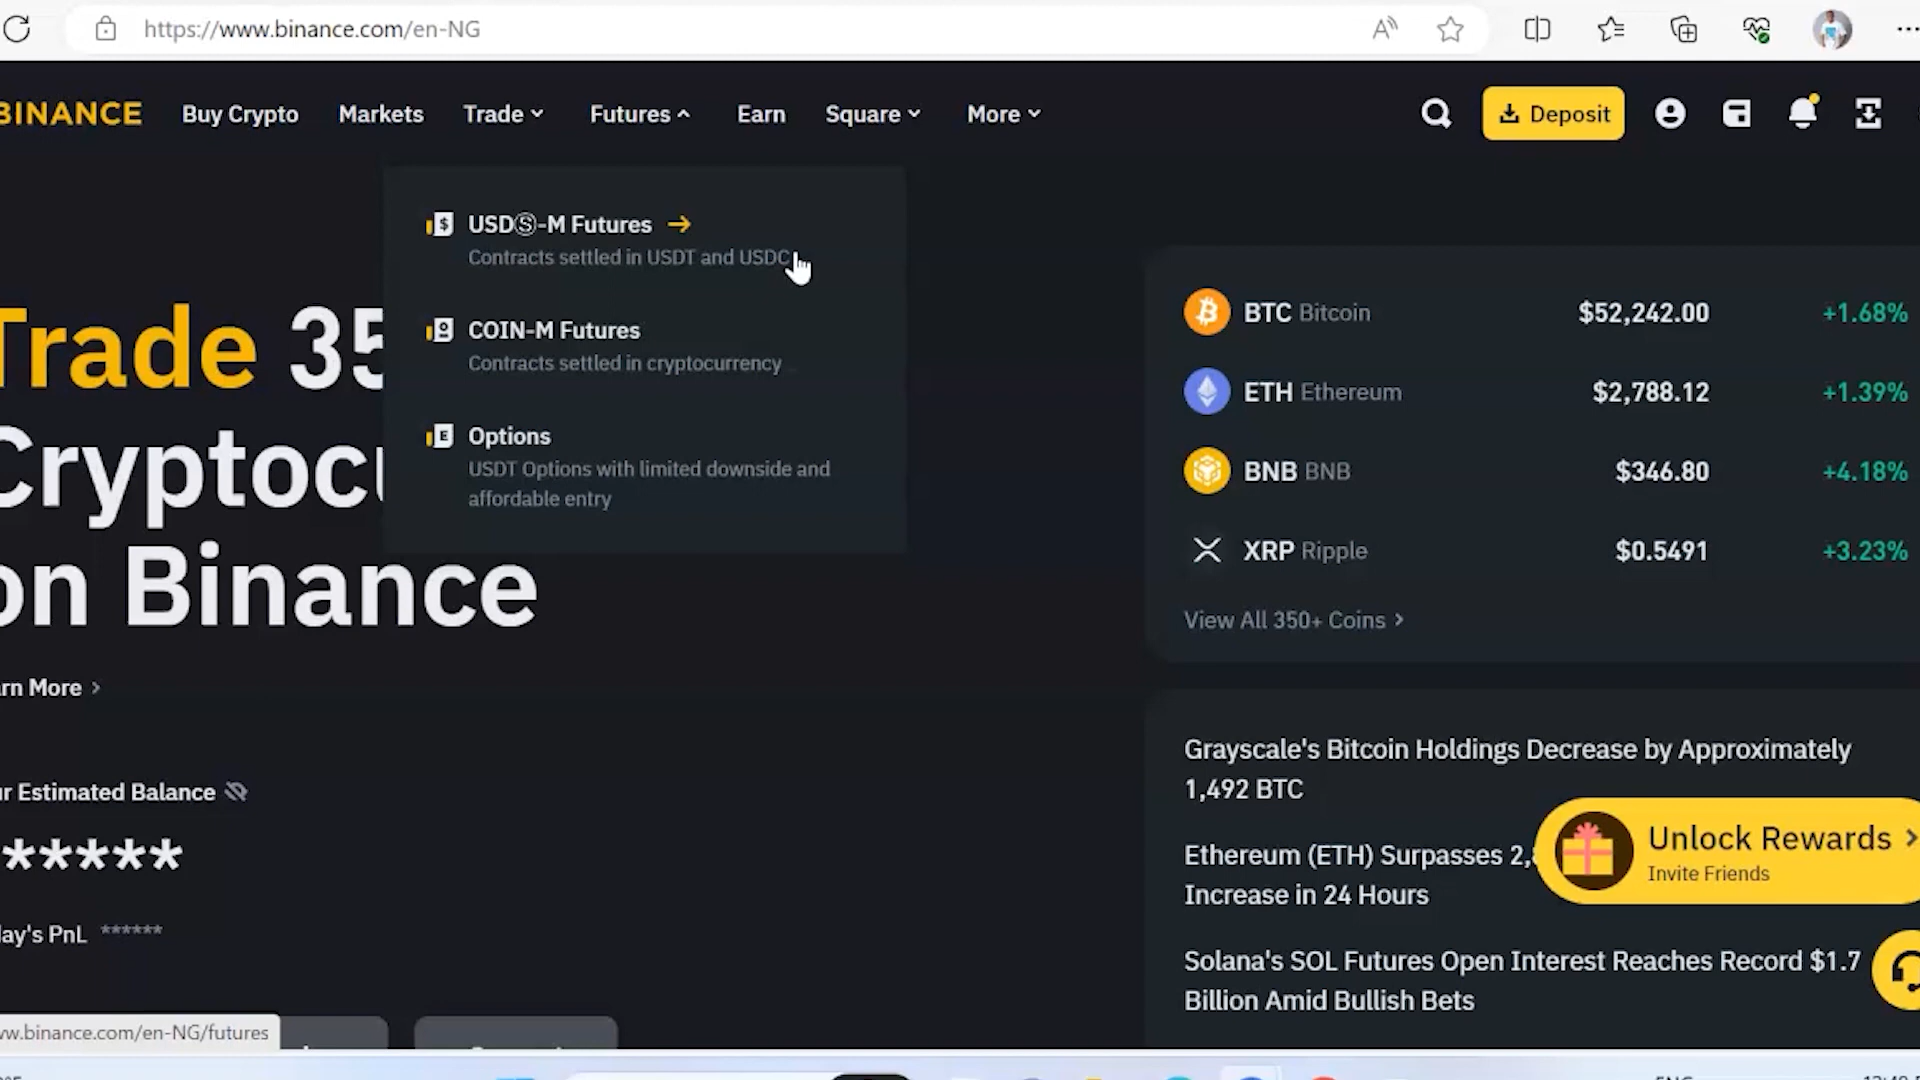 https://www.binance.com/en-NG
BINANCE
Buy Crypto
Markets
Trade
Futures
Earn
Square
More
Deposit
USDⓈ-M Futures →
Contracts settled in USDT and USDC
COIN-M Futures
Contracts settled in cryptocurrency
Options
USDT Options with limited downside and
affordable entry
Trade 35
Cryptoc
on Binance
rn More >
r Estimated Balance
*****
ay's PnL ******
BTC Bitcoin $52,242.00 +1.68%
ETH Ethereum $2,788.12 +1.39%
BNB BNB $346.80 +4.18%
XRP Ripple $0.5491 +3.23%
View All 350+ Coins >
Grayscale's Bitcoin Holdings Decrease by Approximately
1,492 BTC
Ethereum (ETH) Surpasses 2,
Increase in 24 Hours
Solana's SOL Futures Open Interest Reaches Record $1.7
Billion Amid Bullish Bets
Unlock Rewards >
Invite Friends
w.binance.com/en-NG/futures